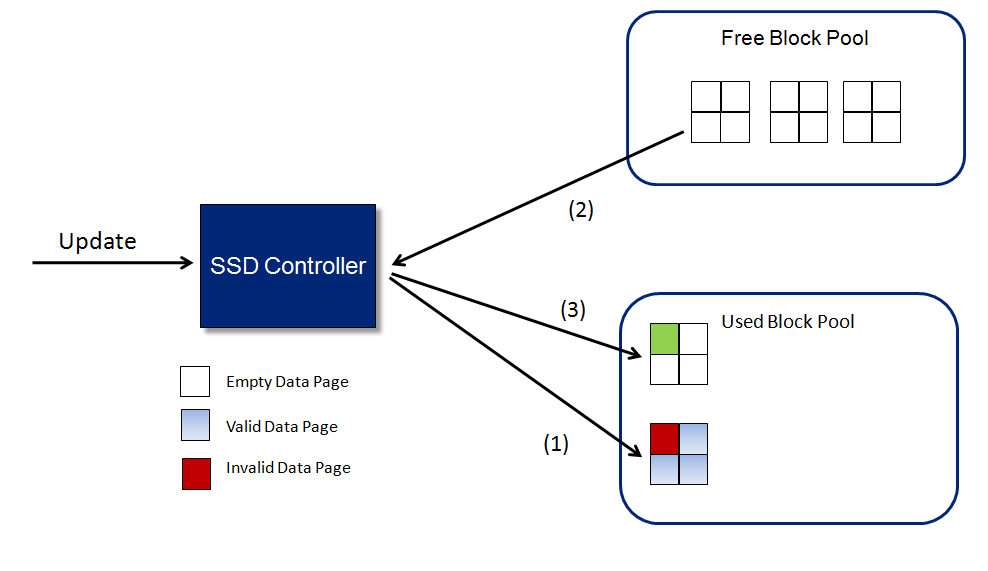 Free Block Pool
(2)
Update
SSD Controller
(3)
Used Block Pool
Empty Data Page
Valid Data Page
(1)
Invalid Data Page